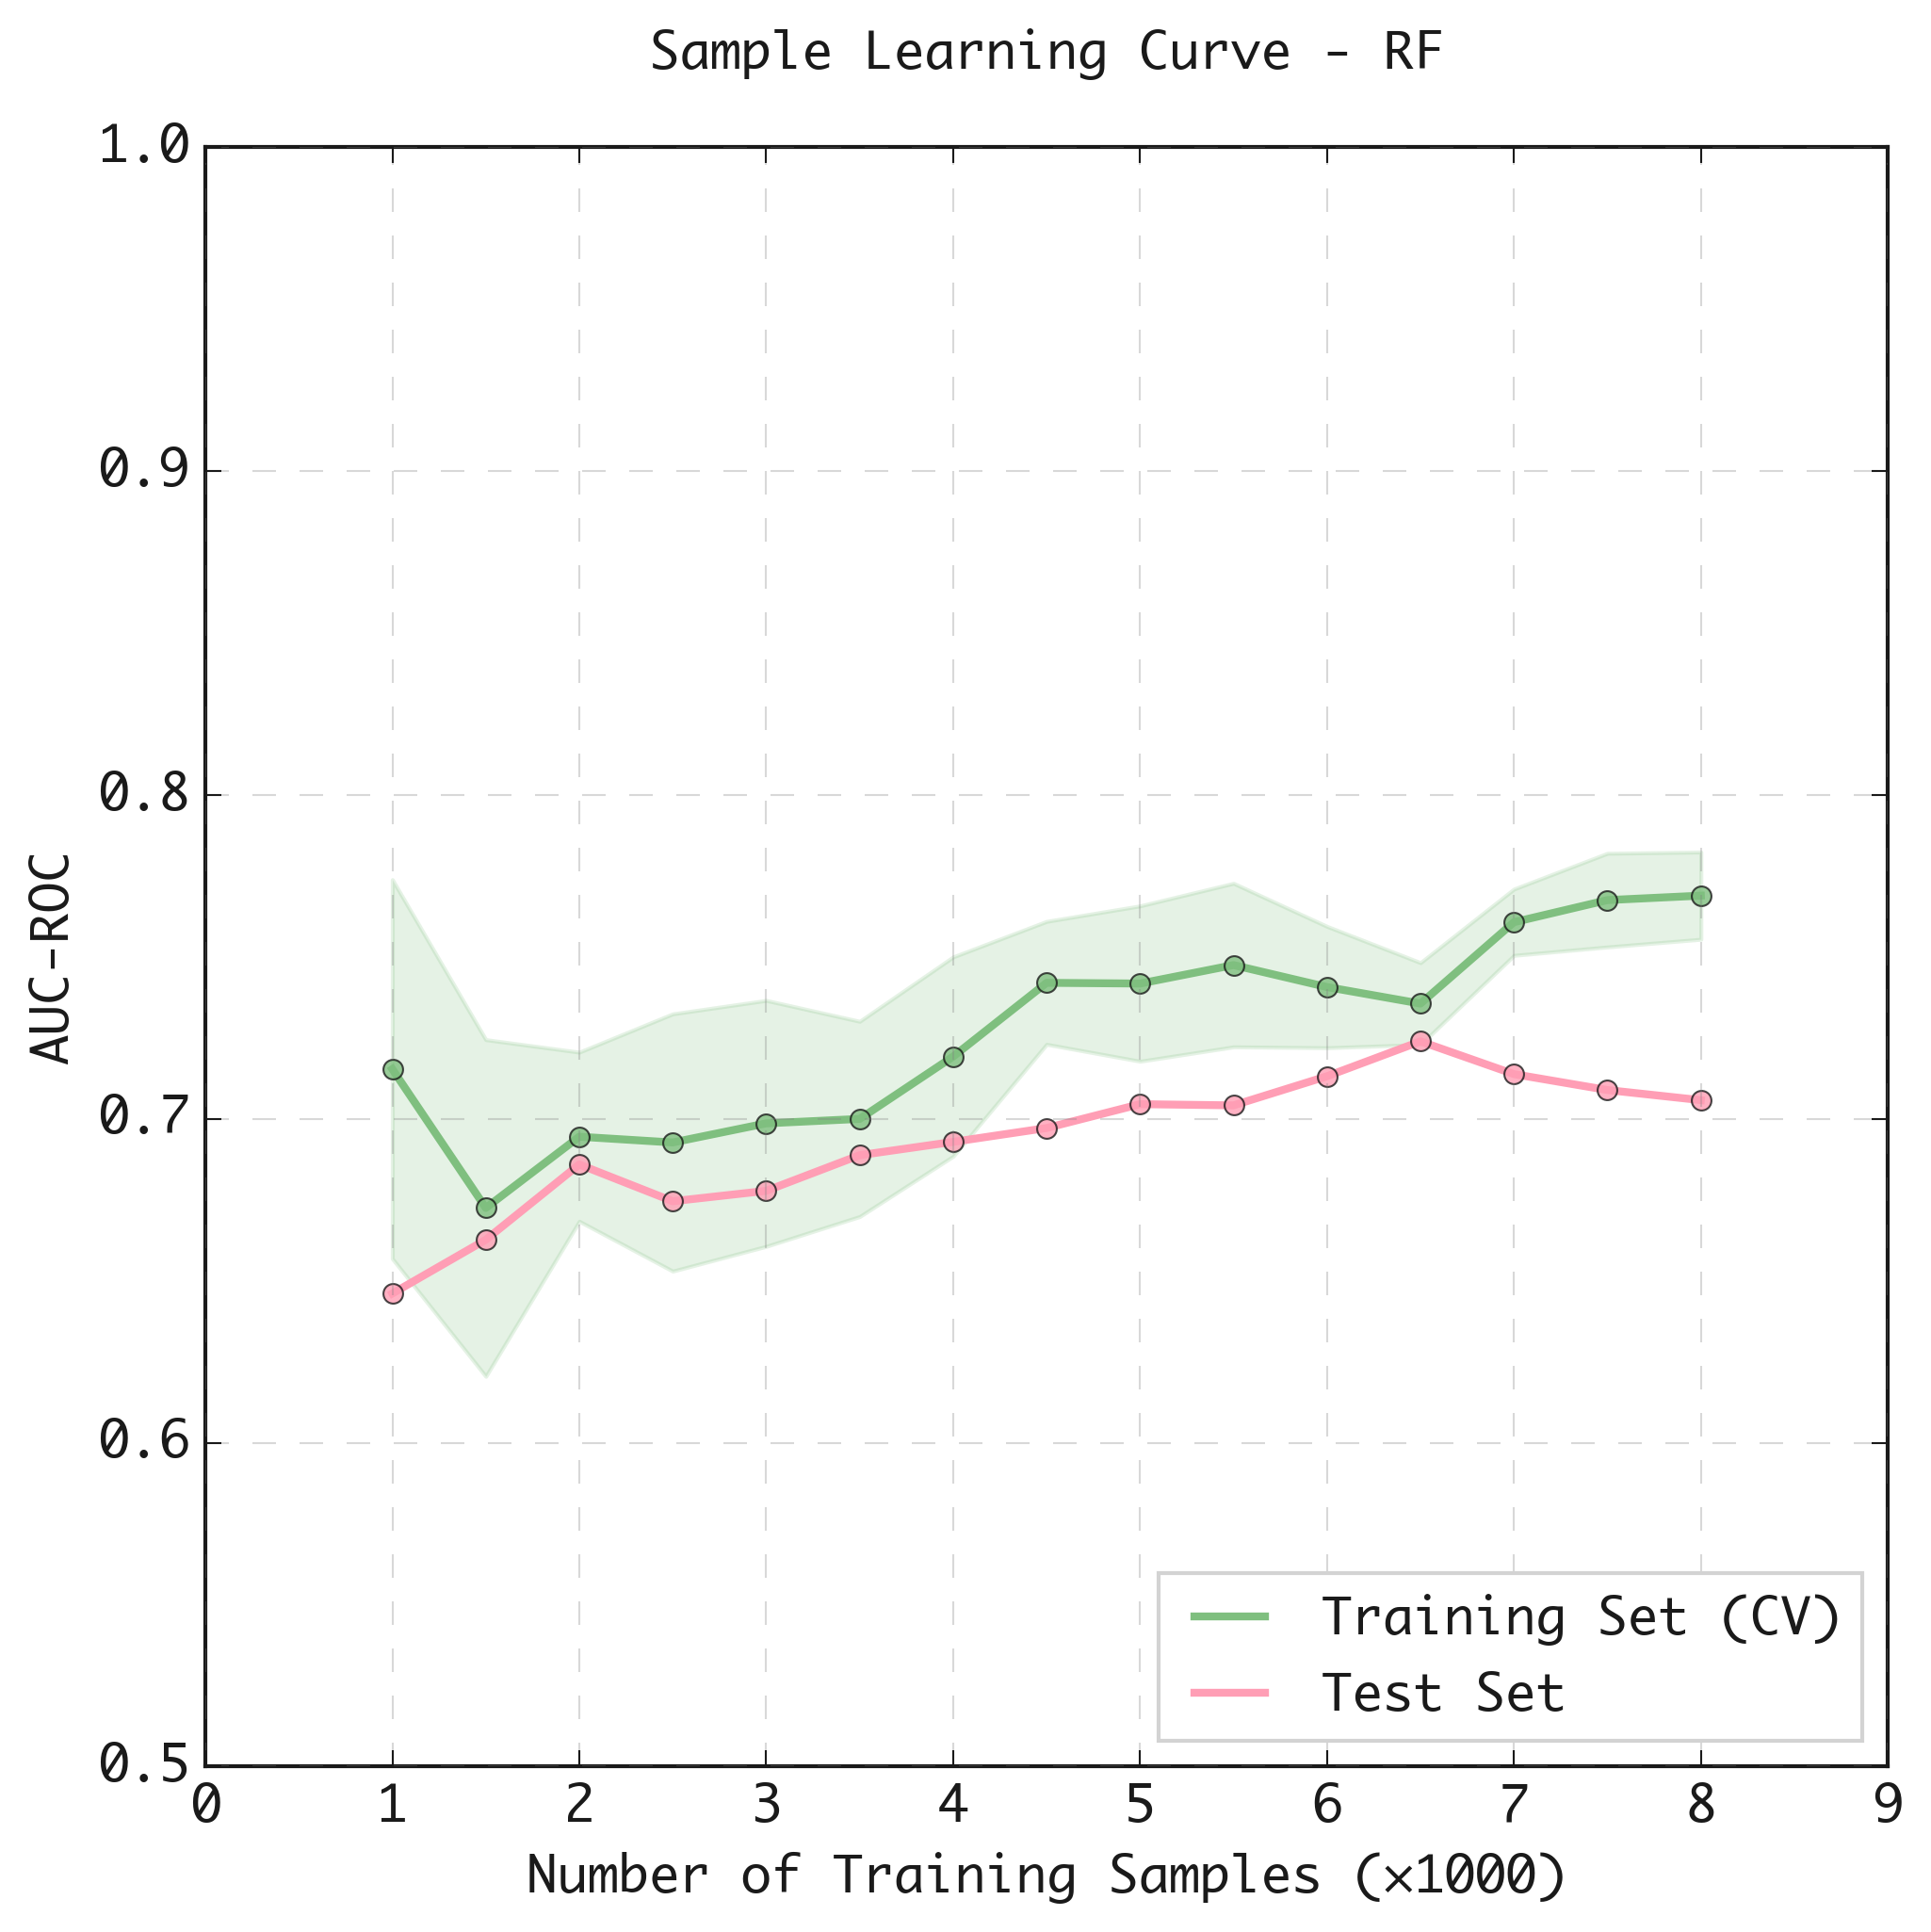 Sample Learning Curve - RF
1.0
0.9
0.8
0.7
0.6
0.5
AUC-ROC
0 1 2 3 4 5 6 7 8 9
Number of Training Samples (×1000)
Training Set (CV)
Test Set